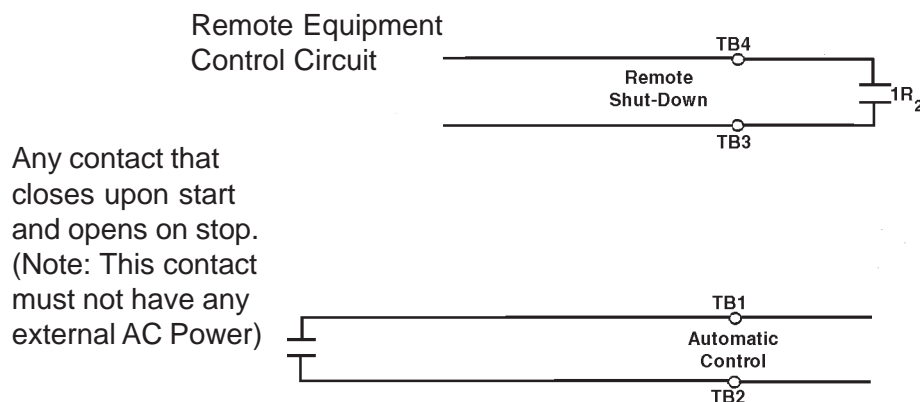 Remote Equipment
Control Circuit
TB4
Remote
Shut-Down
1R2
TB3
Any contact that
closes upon start
and opens on stop.
(Note: This contact
must not have any
external AC Power)
TB1
Automatic
Control
TB2